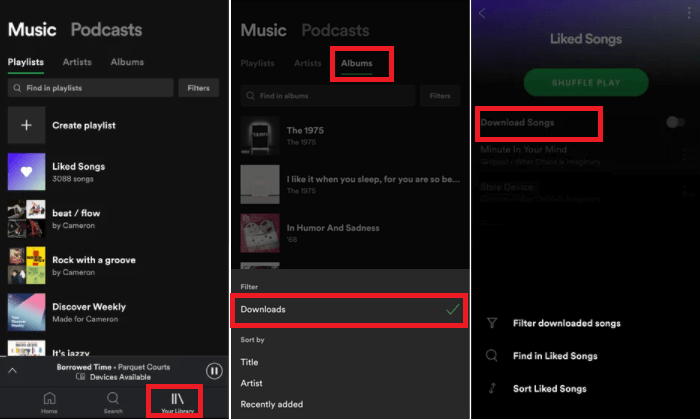 Music Podcasts
Playlists Artists Albums
Find in playlists Filters
Create playlist
Liked Songs
3088 songs
beat / flow
by Cameron
Rock with a groove
by Cameron
Discover Weekly
Made for Cameron
It's jazzy
Borrowed Time • Parquet Courts
Devices Available
Home Search Your Library
Music Podcasts
Playlists Artists Albums
Find in albums Filters
The 1975
The 1975
I like it when you sleep, for you are so be...
The 1975
In Humor And Sadness
'68
Filter
Downloads
Sort by
Title
Artist
Recently added
Liked Songs
SHUFFLE PLAY
Download Songs
Minute In Your Mind
Stole Device
Filter downloaded songs
Find in Liked Songs
Sort Liked Songs